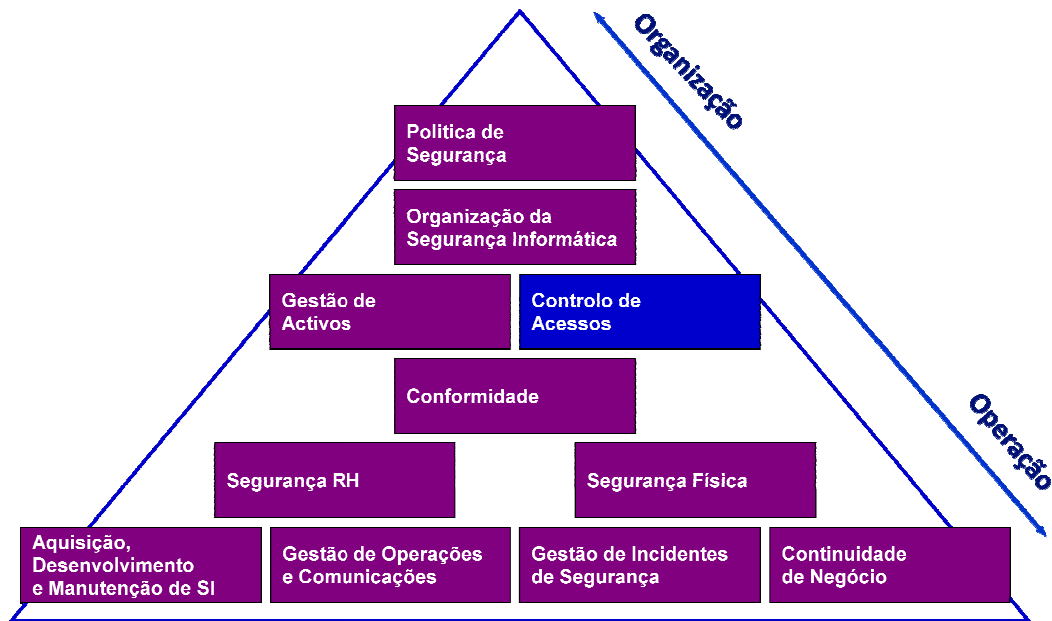 Organização
Politica de
Segurança
Organização da
Segurança Informática
Gestão de
Activos
Controlo de
Acessos
Conformidade
Operação
Segurança RH
Segurança Física
Aquisição,
Desenvolvimento
e Manutenção de SI
Gestão de Operações
e Comunicações
Gestão de Incidentes
de Segurança
Continuidade
de Negócio